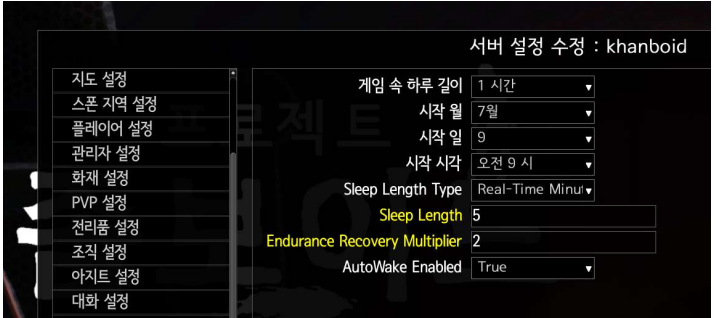 서버 설정 수정 : khanboid
지도 설정
스폰 지역 설정
플레이어 설정
관리자 설정
화재 설정
PVP 설정
전리품 설정
조직 설정
아지트 설정
대화 설정
게임 속 하루 길이 1 시간
시작 월 7월
시작 일 9
시작 시각 오전 9 시
Sleep Length Type Real-Time Minut
Sleep Length 5
Endurance Recovery Multiplier 2
AutoWake Enabled True
프로젝트